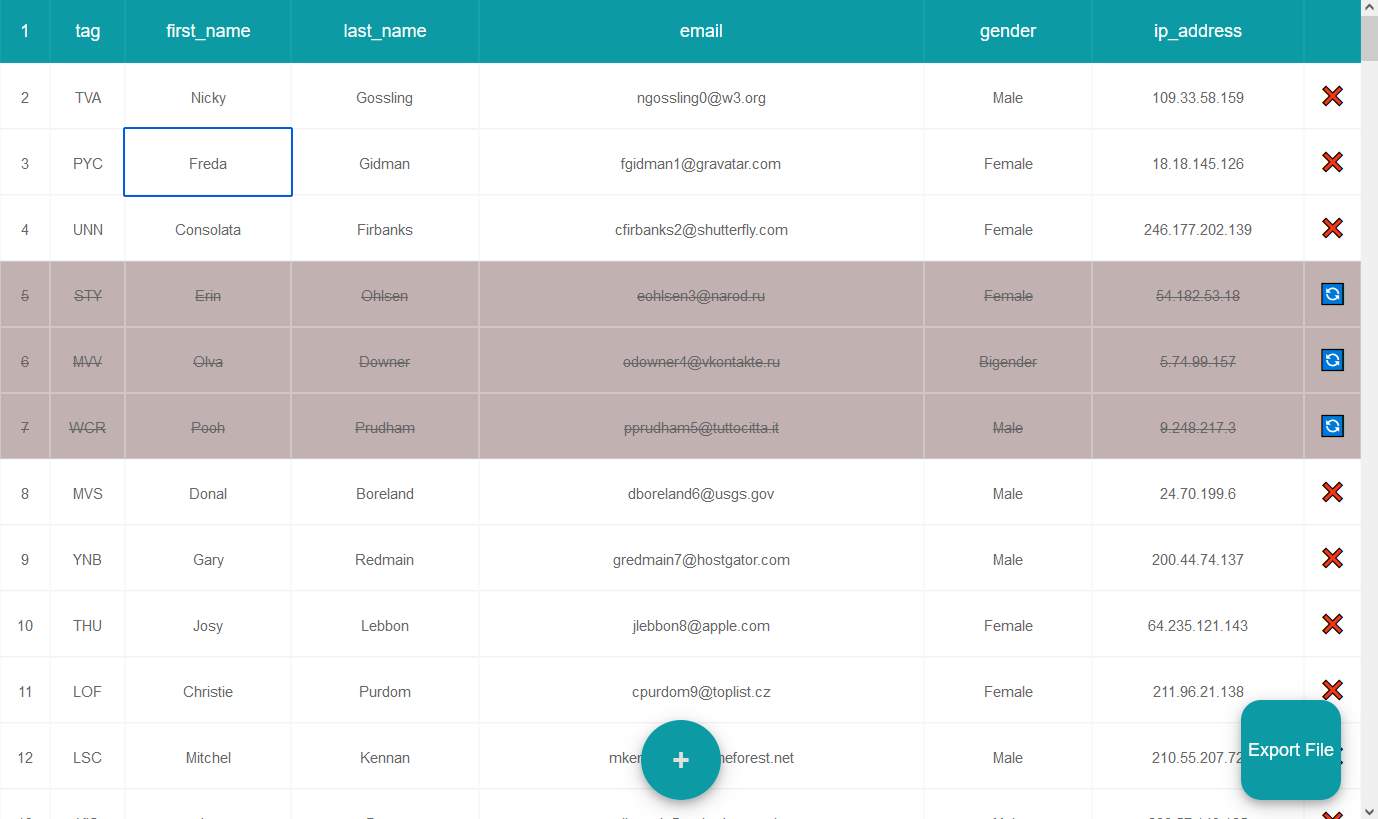 1 tag first_name last_name email gender ip_address
2 TVA Nicky Gossling ngossling0@w3.org Male 109.33.58.159
3 PYC Freda Gidman fgidman1@gravatar.com Female 18.18.145.126
4 UNN Consolata Firbanks cfirbanks2@shutterfly.com Female 246.177.202.139
5 STY Erin Ohlsen eohlsen3@narod.ru Female 54.182.53.18
6 MVV Olva Downer odowner4@vkontakte.ru Bigender 5.74.99.157
7 WCR Pooh Prudham pprudham5@tuttocitta.it Male 9.248.217.3
8 MVS Donal Boreland dboreland6@usgs.gov Male 24.70.199.6
9 YNB Gary Redmain gredmain7@hostgator.com Male 200.44.74.137
10 THU Josy Lebbon jlebbon8@apple.com Female 64.235.121.143
11 LOF Christie Purdom cpurdom9@toplist.cz Female 211.96.21.138
12 LSC Mitchel Kennan Male 210.55.207.72
+
Export File